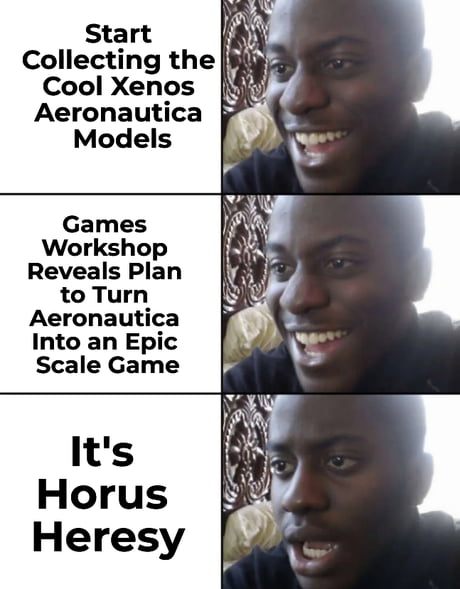 Start
Collecting the
Cool Xenos
Aeronautica
Models
Games
Workshop
Reveals Plan
to Turn
Aeronautica
Into an Epic
Scale Game
It's
Horus
Heresy